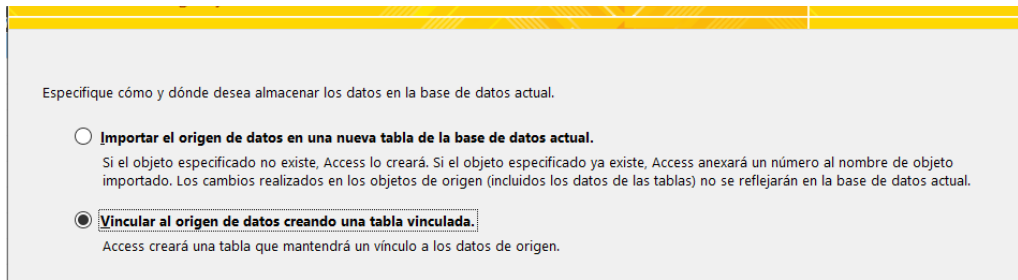 Especifique cómo y dónde desea almacenar los datos en la base de datos actual.
Importar el origen de datos en una nueva tabla de la base de datos actual.
Si el objeto especificado no existe, Access lo creará. Si el objeto especificado ya existe, Access anexará un número al nombre de objeto
importado. Los cambios realizados en los objetos de origen (incluidos los datos de las tablas) no se reflejarán en la base de datos actual.
Vincular al origen de datos creando una tabla vinculada.
Access creará una tabla que mantendrá un vínculo a los datos de origen.